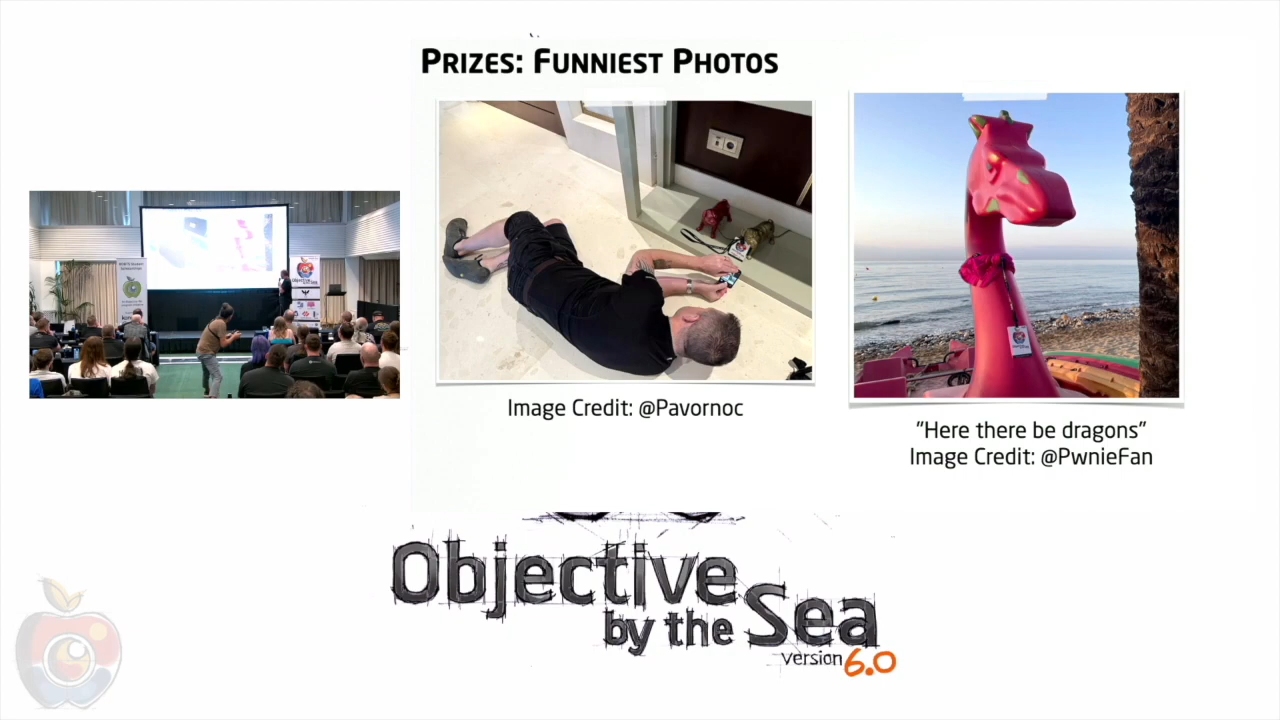 PRIZES: FUNNIEST PHOTOS
Image Credit: @Pavornoc
"Here there be dragons"
Image Credit: @PwnieFan
Objective
by the Sea
version 6.0